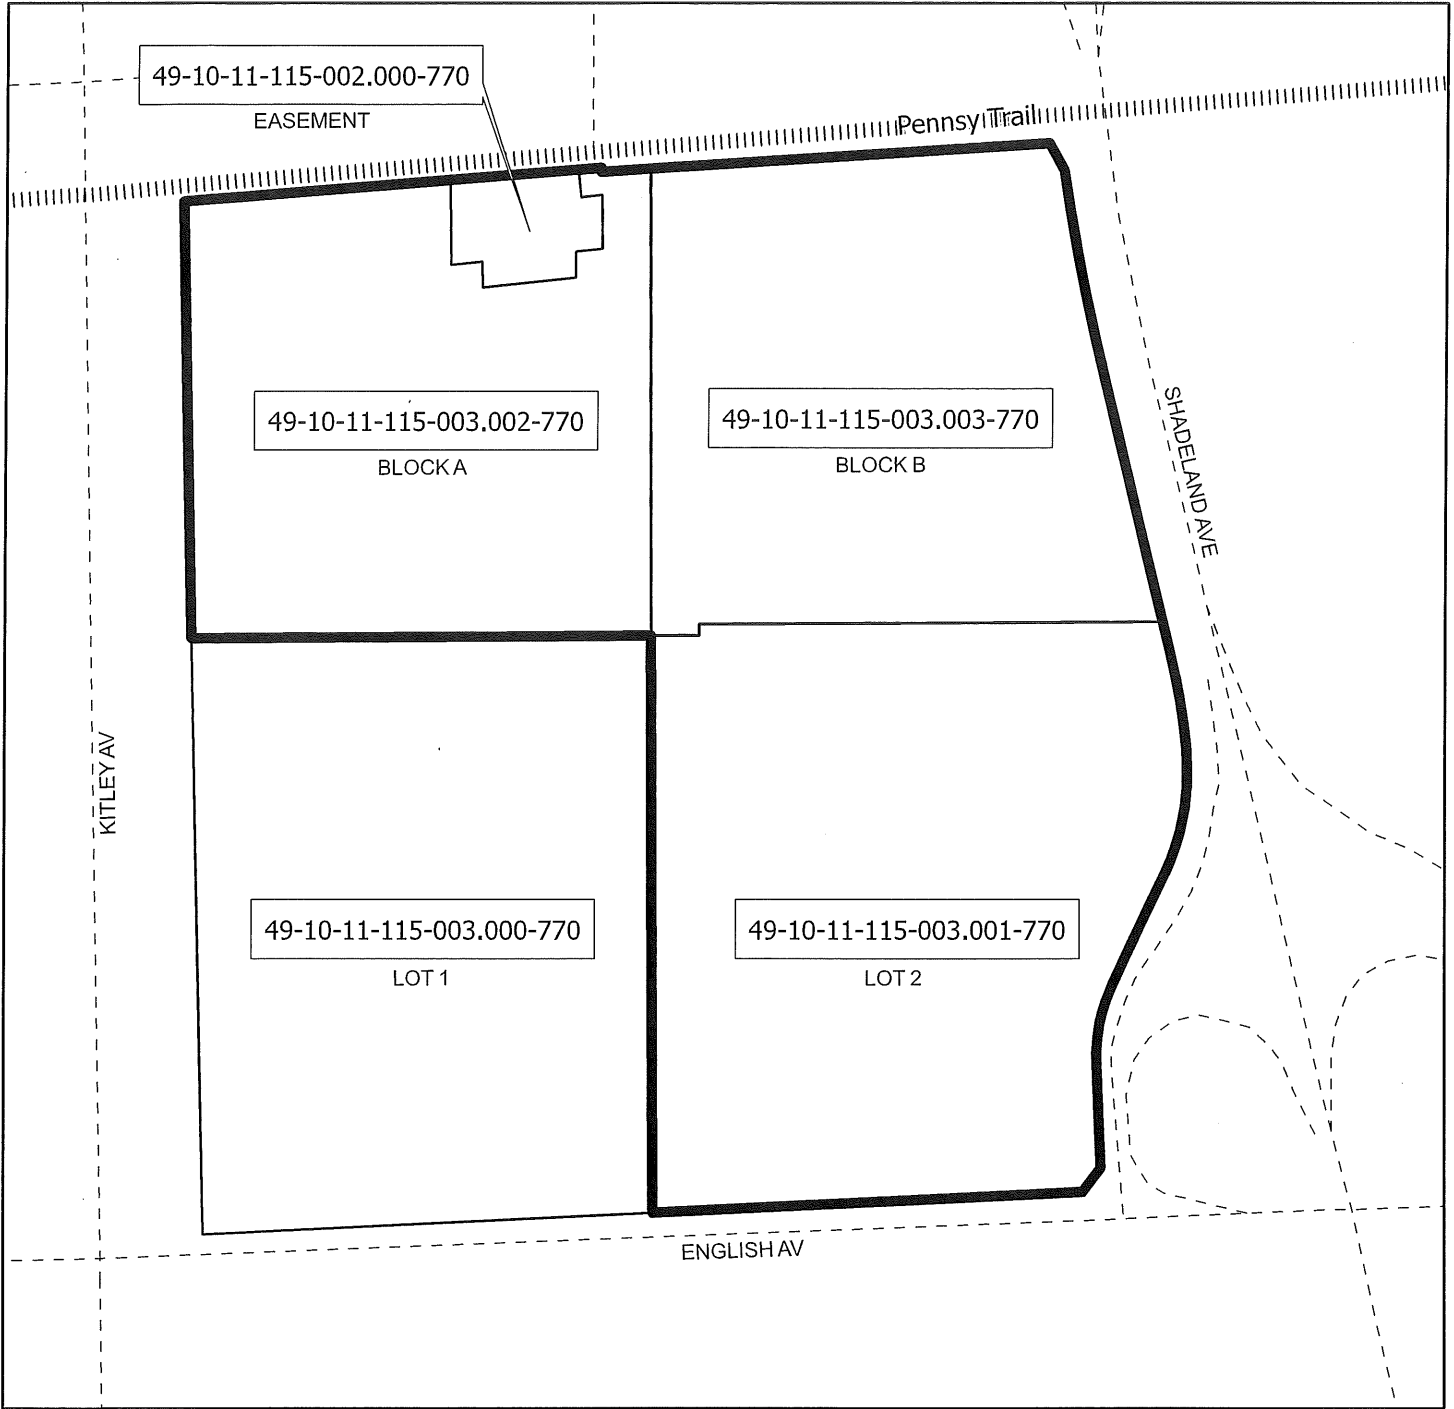 49-10-11-115-002.000-770
EASEMENT
Pennsy Trail
49-10-11-115-003.002-770
BLOCK A
49-10-11-115-003.003-770
BLOCK B
SHADELAND AVE
KITLEY AV
49-10-11-115-003.000-770
LOT 1
49-10-11-115-003.001-770
LOT 2
ENGLISH AV